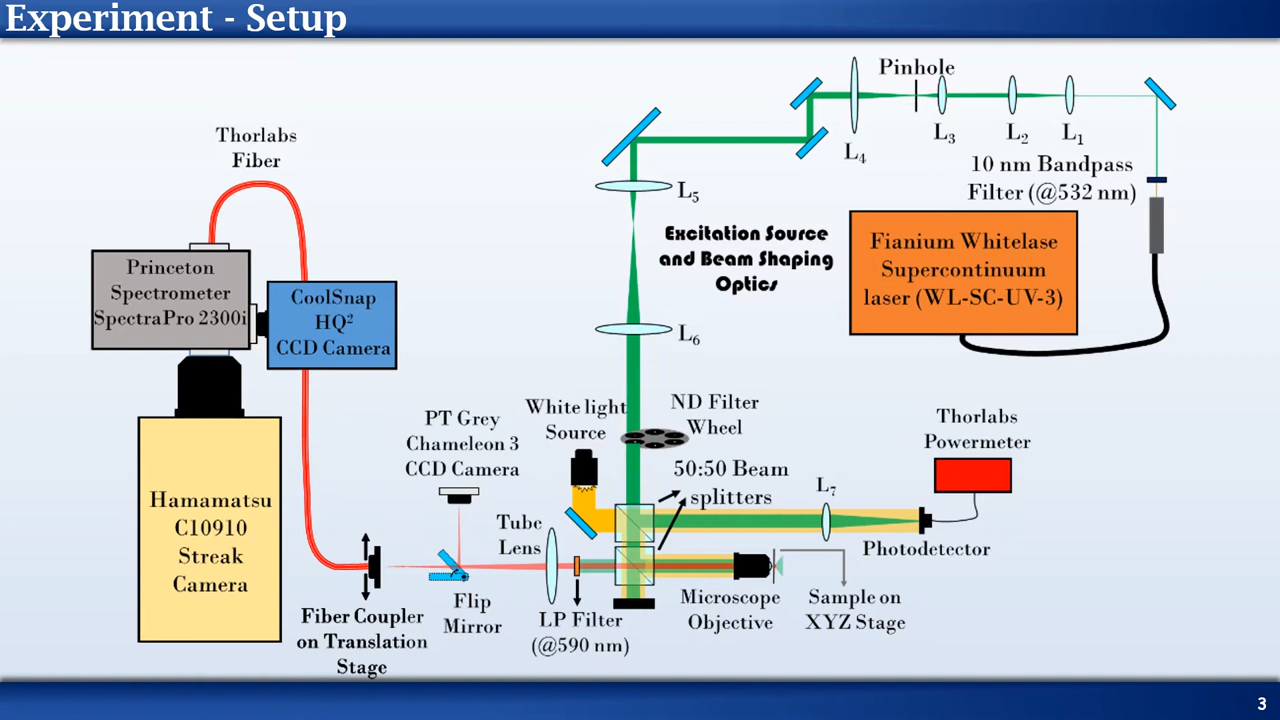 Experiment - Setup
Pinhole
L4
L3
L2
L1
10 nm Bandpass
Filter (@532 nm)
Thorlabs
Fiber
L5
Excitation Source
and Beam Shaping
Optics
Fianium Whitelase
Supercontinuum
laser (WL-SC-UV-3)
Princeton
Spectrometer
SpectraPro 2300i
CoolSnap
HQ²
CCD Camera
L6
White light
Source
ND Filter
Wheel
PT Grey
Chameleon 3
CCD Camera
50:50 Beam
splitters
Thorlabs
Powermeter
L7
Photodetector
Hamamatsu
C10910
Streak
Camera
Tube
Lens
Fiber Coupler
on Translation
Stage
Flip
Mirror
LP Filter
(@590 nm)
Microscope
Objective
Sample on
XYZ Stage
3